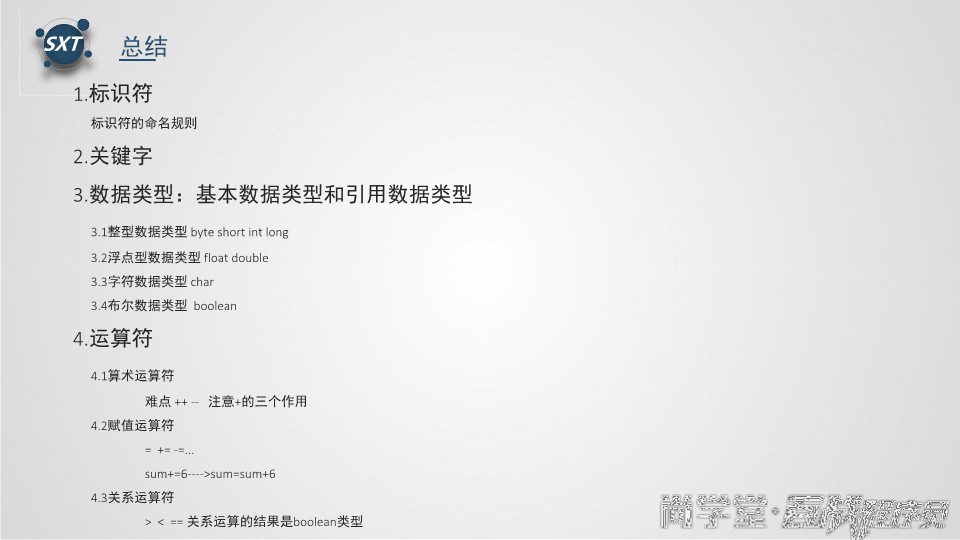 SXT
总结
1.标识符
标识符的命名规则
2.关键字
3.数据类型：基本数据类型和引用数据类型
3.1整型数据类型 byte short int long
3.2浮点型数据类型 float double
3.3字符数据类型 char
3.4布尔数据类型 boolean
4.运算符
4.1算术运算符
难点 ++ -- 注意+的三个作用
4.2赋值运算符
= += -=...
sum+=6---->sum=sum+6
4.3关系运算符
> < == 关系运算的结果是boolean类型
尚学堂·